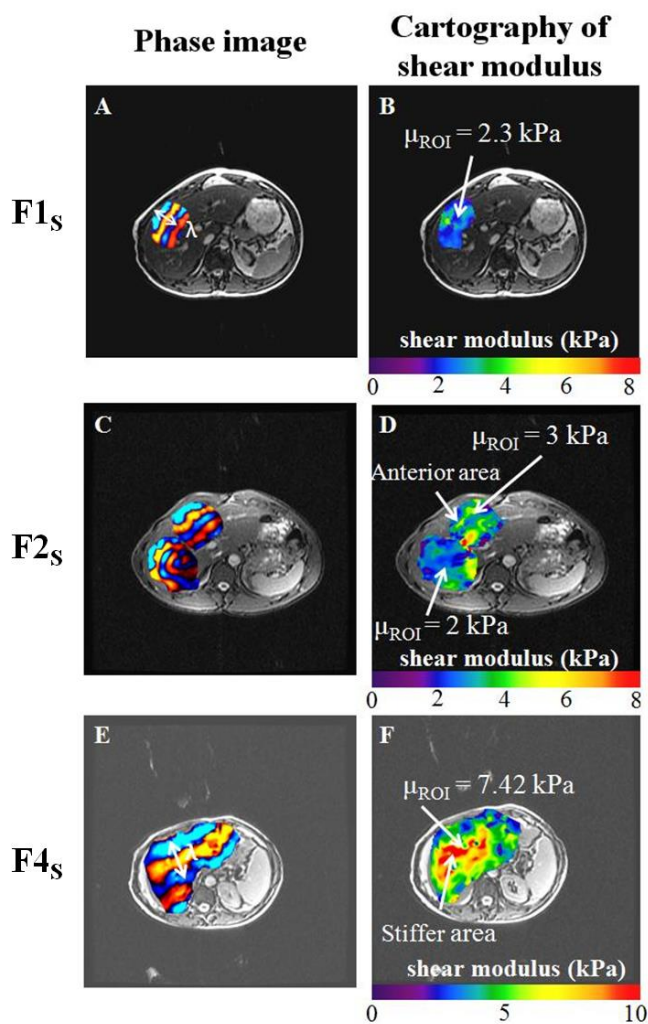 Phase image
Cartography of
shear modulus
F1s
A
λ
B
μROI = 2.3 kPa
shear modulus (kPa)
0 2 4 6 8
F2s
C
D
μROI = 3 kPa
Anterior area
μROI = 2 kPa
shear modulus (kPa)
0 2 4 6 8
F4s
E
λ
F
μROI = 7.42 kPa
Stiffer area
shear modulus (kPa)
0 5 10